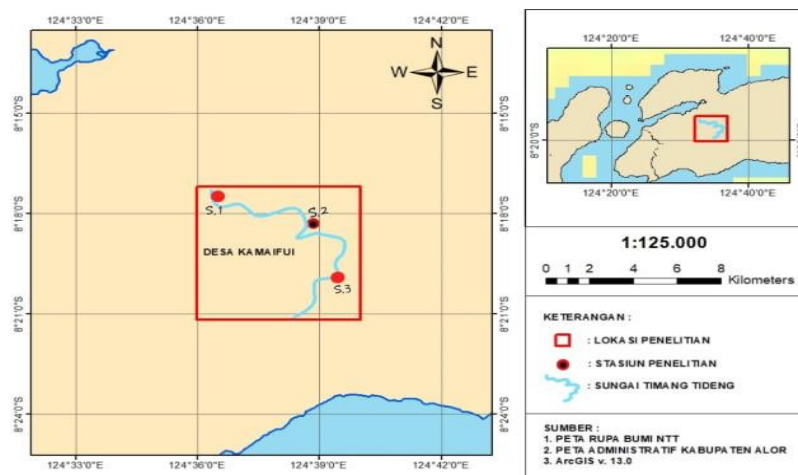 124°33'0"E 124°36'0"E 124°39'0"E 124°42'0"E
N
W E
S
8°15'0"S
8°18'0"S
8°21'0"S
8°24'0"S
S.1
S.2
DESA KAMAIFUI
S.3
8°15'0"S
8°18'0"S
8°21'0"S
8°24'0"S
124°33'0"E 124°36'0"E 124°39'0"E 124°42'0"E
124°20'0"E 124°40'0"E
8°20'0"S
124°20'0"E 124°40'0"E
1:125.000
0 1 2 4 6 8
Kilometers
KETERANGAN :
: LOKASI PENELITIAN
: STASIUN PENELITIAN
: SUNGAI TIMANG TIDENG
SUMBER :
1. PETA RUPA BUMI NTT
2. PETA ADMINISTRATIF KABUPATEN ALOR
3. ArcGIS v. 13.0